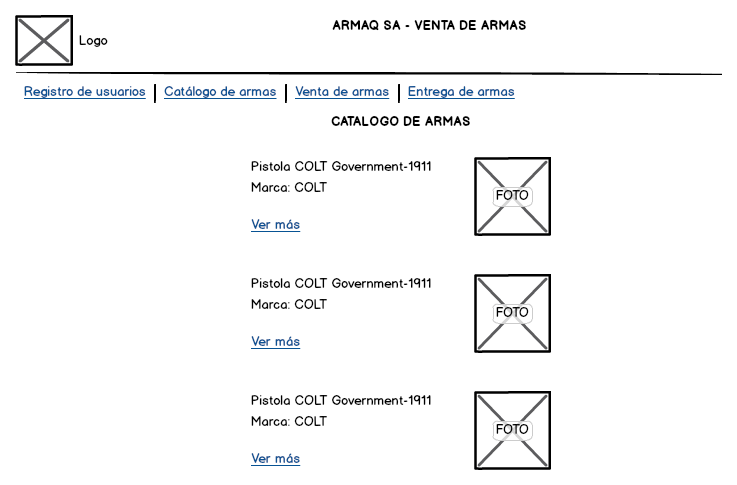 ARMAQ SA - VENTA DE ARMAS
Logo
Registro de usuarios | Catálogo de armas | Venta de armas | Entrega de armas
CATALOGO DE ARMAS
Pistola COLT Government-1911
Marca: COLT
FOTO
Ver más
Pistola COLT Government-1911
Marca: COLT
FOTO
Ver más
Pistola COLT Government-1911
Marca: COLT
FOTO
Ver más